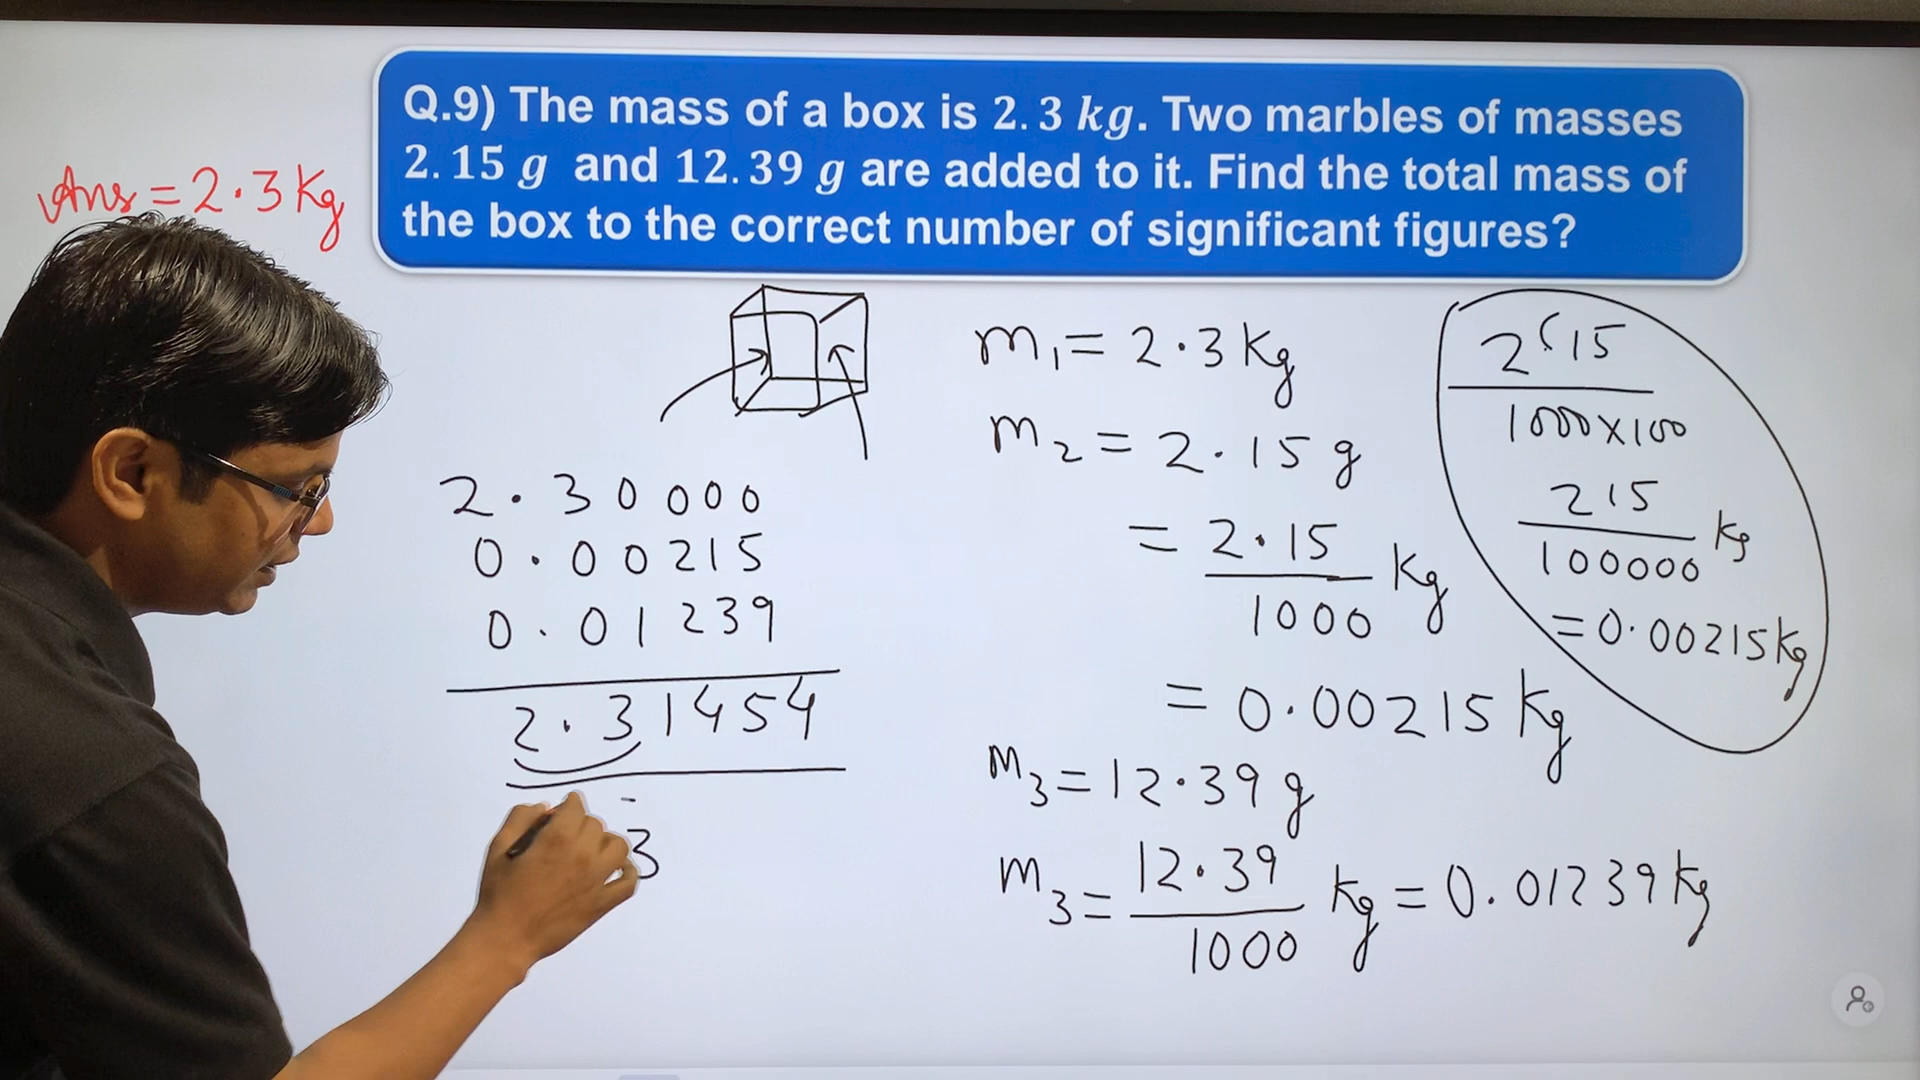 Q.9) The mass of a box is 2.3 kg. Two marbles of masses
2.15 g and 12.39 g are added to it. Find the total mass of
the box to the correct number of significant figures?
Ans = 2.3 Kg
m₁ = 2.3 Kg
m₂ = 2.15 g
= 2.15 / 1000 Kg
= 0.00215 Kg
m₃ = 12.39 g
m₃ = 12.39 / 1000 Kg = 0.01239 Kg
215
1000 x 100
215 / 100000 Kg
= 0.00215 Kg
2.30000
0.00215
0.01239
2.31454
3